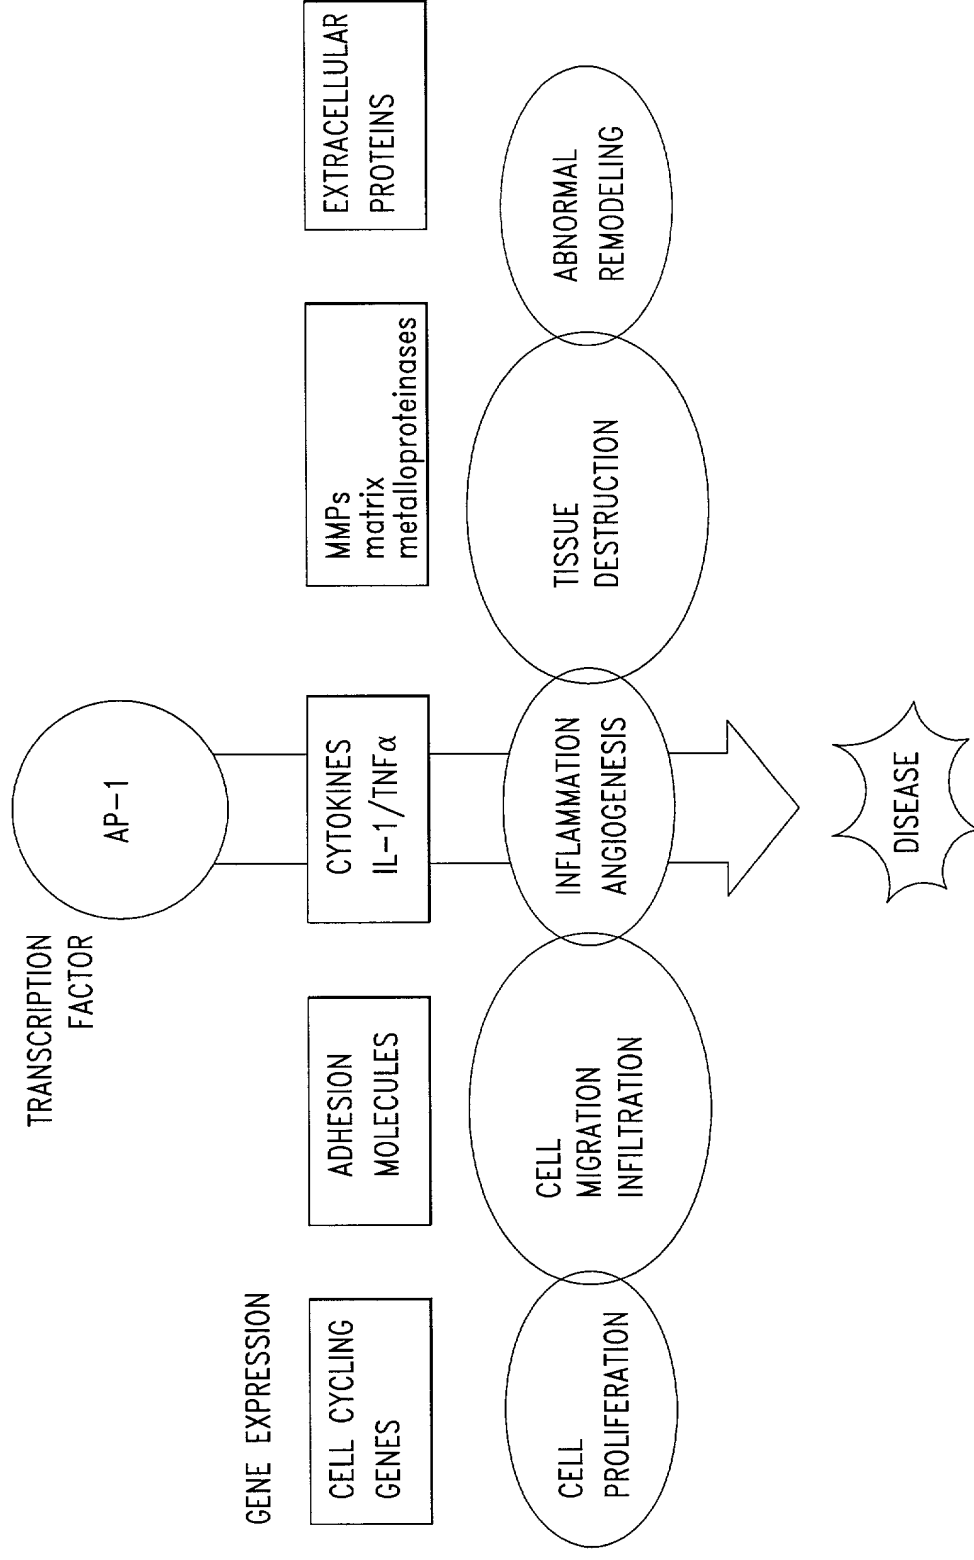 TRANSCRIPTION
FACTOR
AP-1
GENE EXPRESSION
CELL CYCLING
GENES
ADHESION
MOLECULES
CYTOKINES
IL-1/TNFα
MMPs
matrix
metalloproteinases
EXTRACELLULAR
PROTEINS
CELL
PROLIFERATION
CELL
MIGRATION
INFILTRATION
INFLAMMATION
ANGIOGENESIS
TISSUE
DESTRUCTION
ABNORMAL
REMODELING
DISEASE